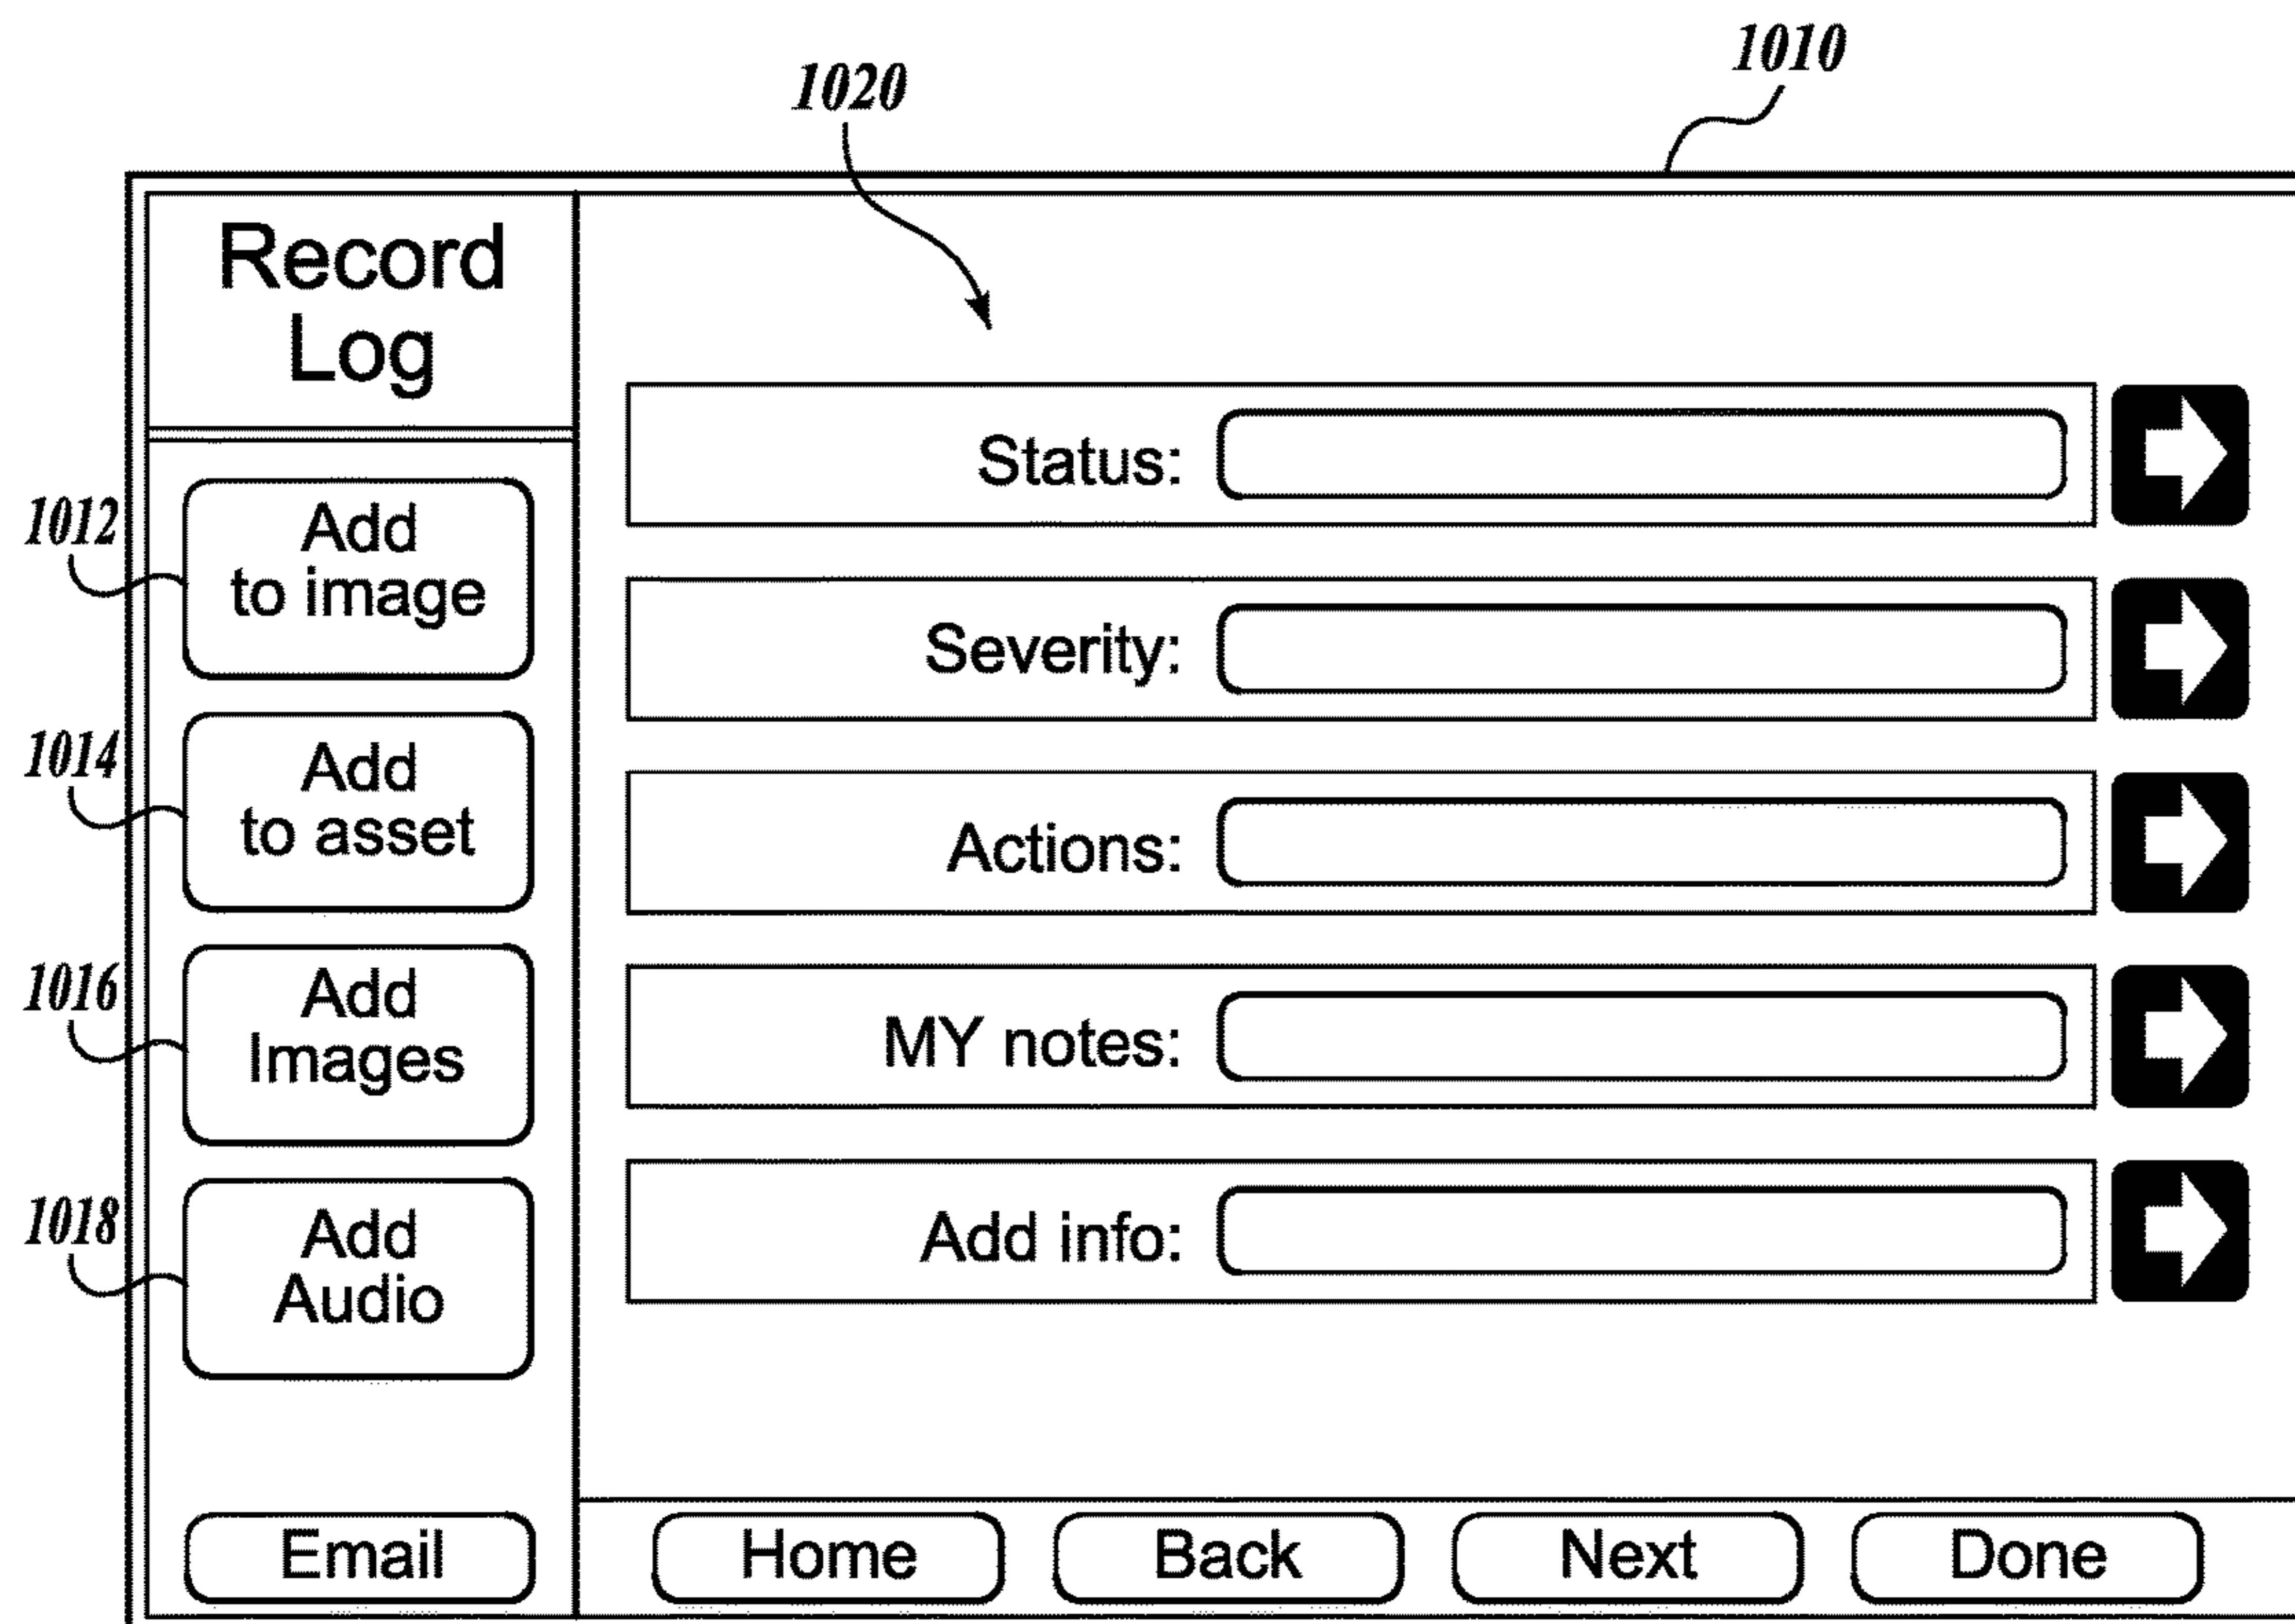 1010
1020
Record
Log
1012
Add
to image
1014
Add
to asset
1016
Add
Images
1018
Add
Audio
Email
Status:
Severity:
Actions:
MY notes:
Add info:
Home
Back
Next
Done